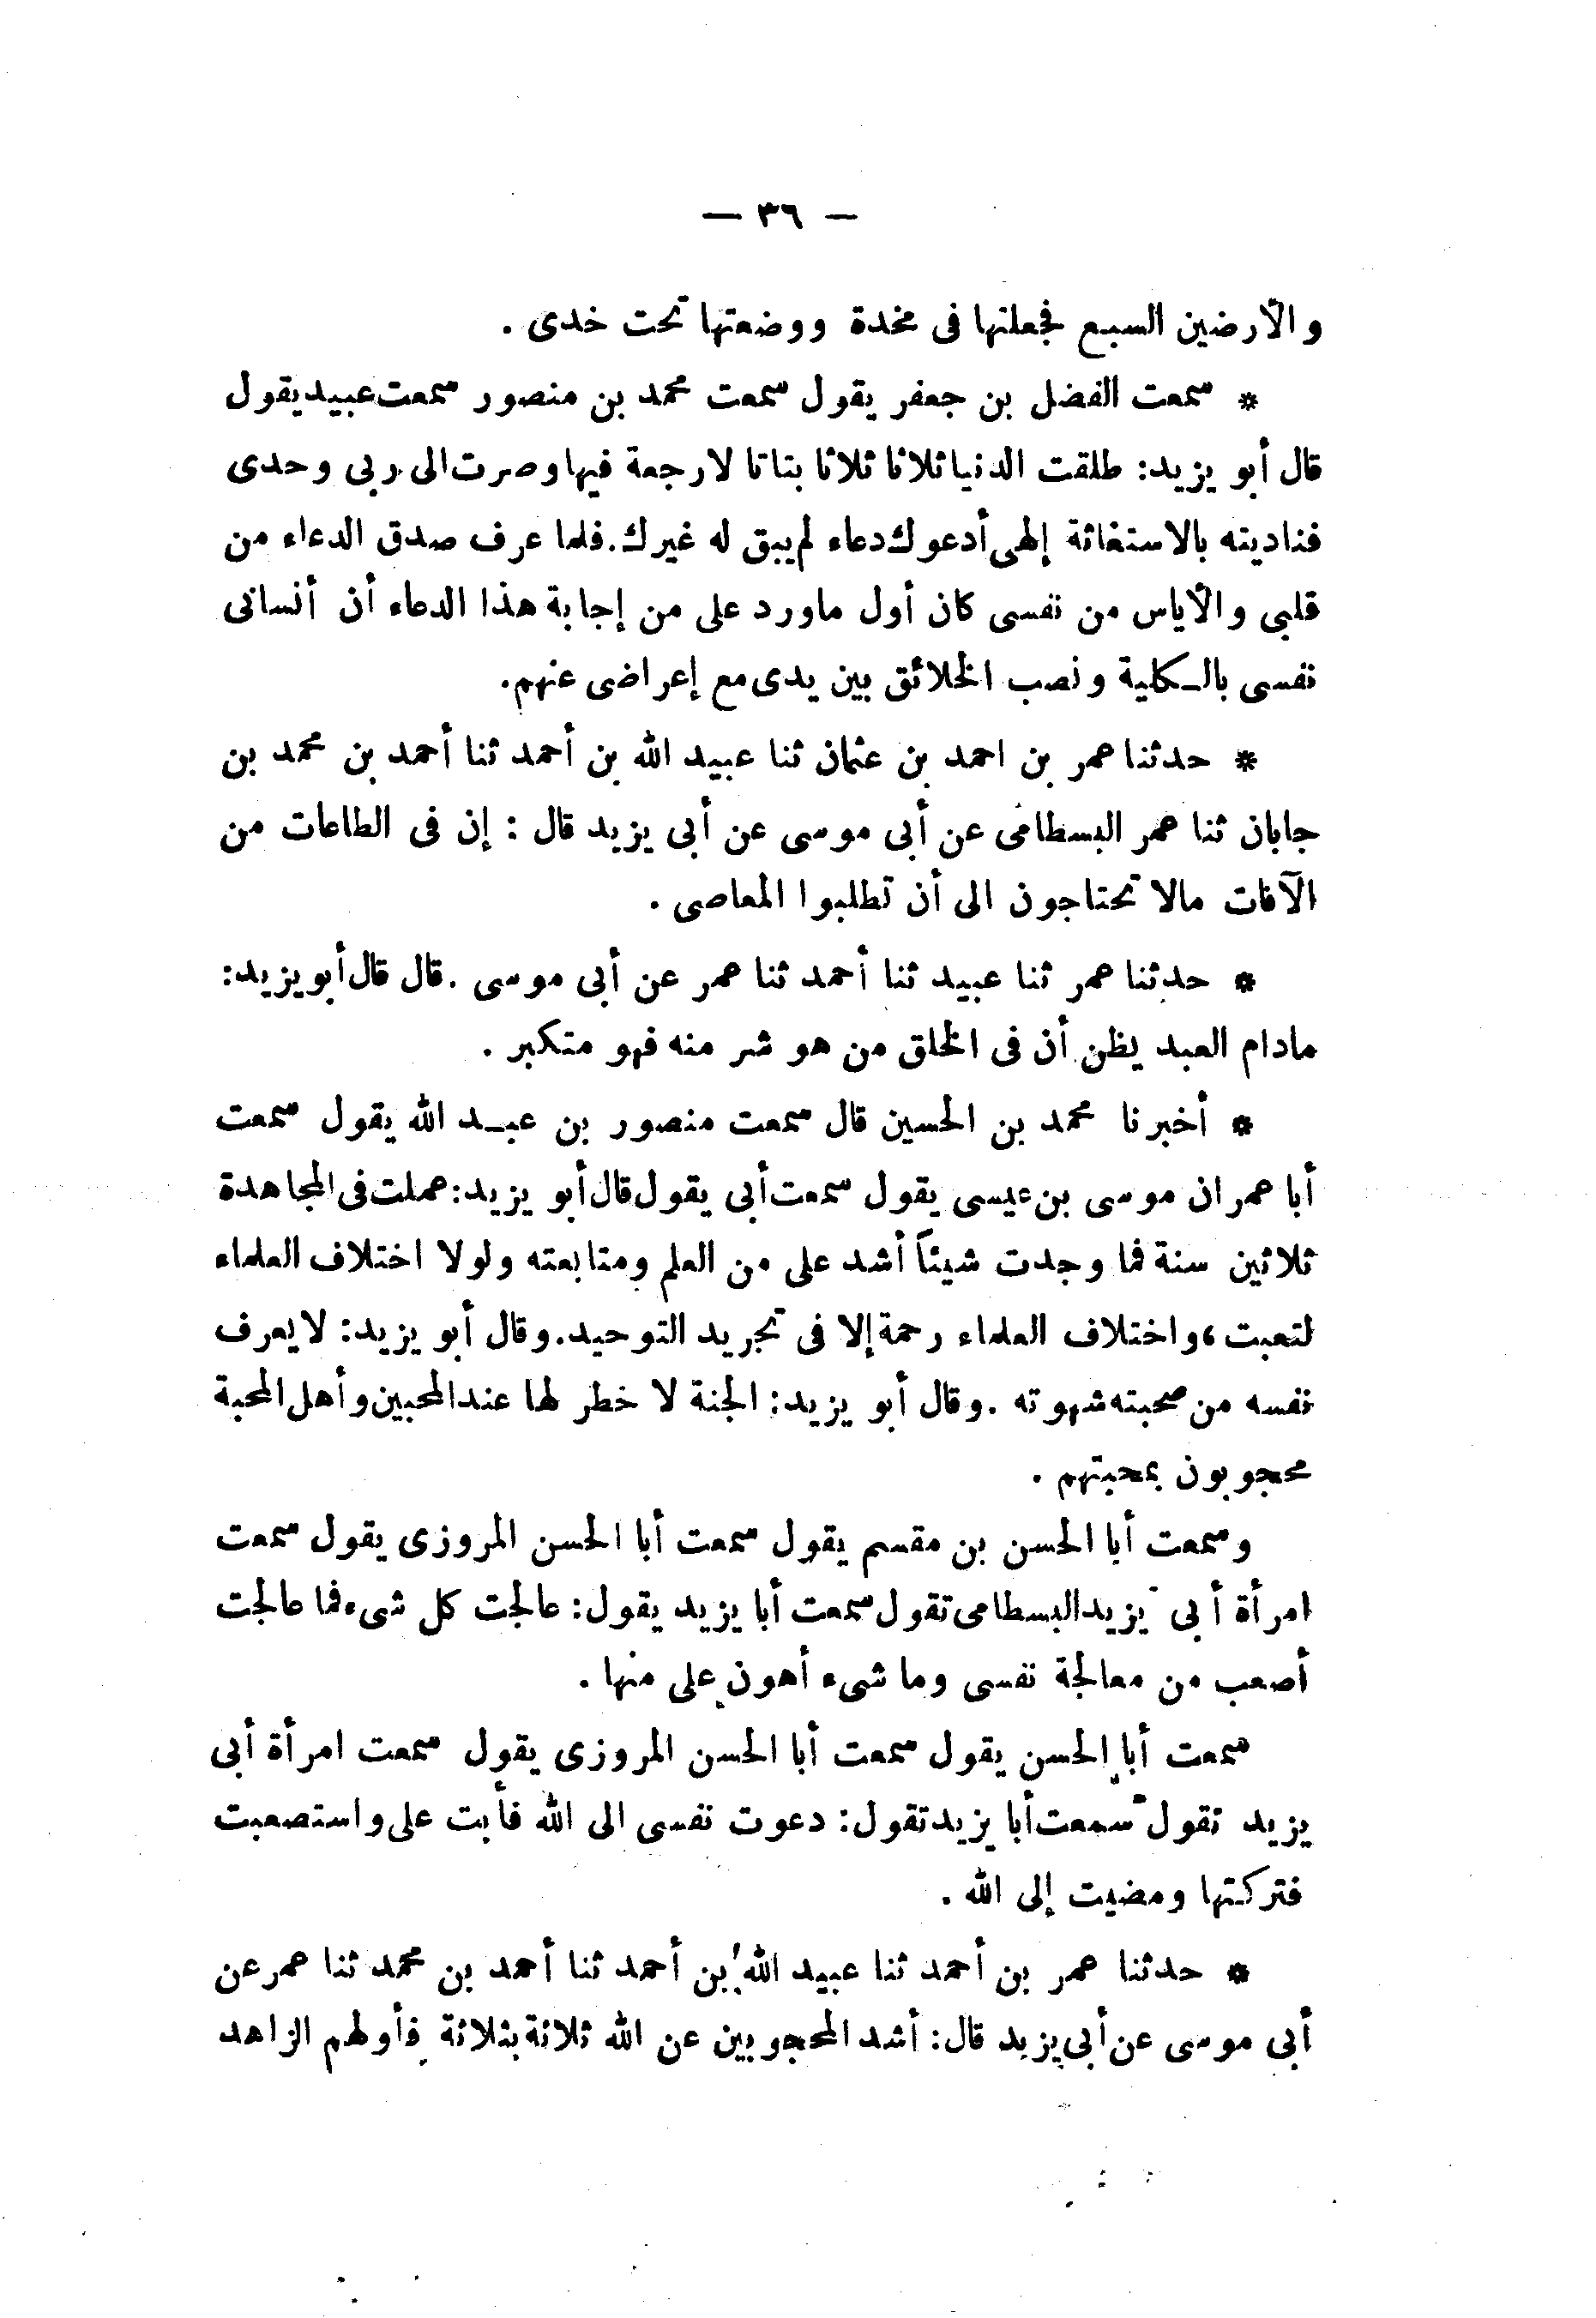 — ٣٦ —
والأرضين السبع فجعلتها فى مخدة ووضعتها تحت خدى .
* سمعت الفضل بن جعفر يقول سمعت محمد بن منصور سمعت عبيد يقول
قال أبو يزيد: طلقت الدنيا ثلاثا ثلاثا بتاتا لا رجعة فيها وصرت الى ربى وحدى
فناديته بالاستغاثة إلهى أدعوك دعاء لم يبق له غيرك. فلما عرف صدق الدعاء من
قلبى والأياس من نفسى كان أول ماورد على من إجابة هذا الدعاء أن أنسانى
نفسى بالكلية ونصب الخلائق بين يدى مع إعراضى عنهم.
* حدثنا عمر بن احمد بن عثمان ثنا عبيد الله بن أحمد ثنا أحمد بن محمد بن
جابان ثنا عمر البسطامى عن أبى موسى عن أبى يزيد قال : إن فى الطاعات من
الآفات مالا تحتاجون الى أن تطلبوا المعاصى .
* حدثنا عمر ثنا عبيد ثنا أحمد ثنا عمر عن أبى موسى . قال قال أبو يزيد:
مادام العبد يظن أن فى الخلق من هو شر منه فهو متكبر .
* أخبرنا محمد بن الحسين قال سمعت منصور بن عبد الله يقول سمعت
أبا عمران موسى بن عيسى يقول سمعت أبى يقول قال أبو يزيد: عملت فى المجاهدة
ثلاثين سنة فما وجدت شيئاً أشد على من العلم ومتابعته ولولا اختلاف العلماء
لتعبت، واختلاف العلماء رحمة إلا فى تجريد التوحيد. وقال أبو يزيد: لا يعرف
نفسه من صحبته شهوته . وقال أبو يزيد: الجنة لا خطر لها عند المحبين وأهل المحبة
محجوبون بمحبتهم .
وسمعت أبا الحسن بن مقسم يقول سمعت أبا الحسن المروزى يقول سمعت
امرأة أبى يزيد البسطامى تقول سمعت أبا يزيد يقول: عالجت كل شىء فما عالجت
أصعب من معالجة نفسى وما شىء أهون على منها .
سمعت أبا الحسن يقول سمعت أبا الحسن المروزى يقول سمعت امرأة أبى
يزيد تقول سمعت أبا يزيد تقول: دعوت نفسى الى الله فأبت على واستصعبت
فتركتها ومضيت إلى الله .
* حدثنا عمر بن أحمد ثنا عبيد الله بن أحمد ثنا أحمد بن محمد ثنا عمر عن
أبى موسى عن أبى يزيد قال: أشد المحجوبين عن الله ثلاثة بثلاثة فأولهم الزاهد